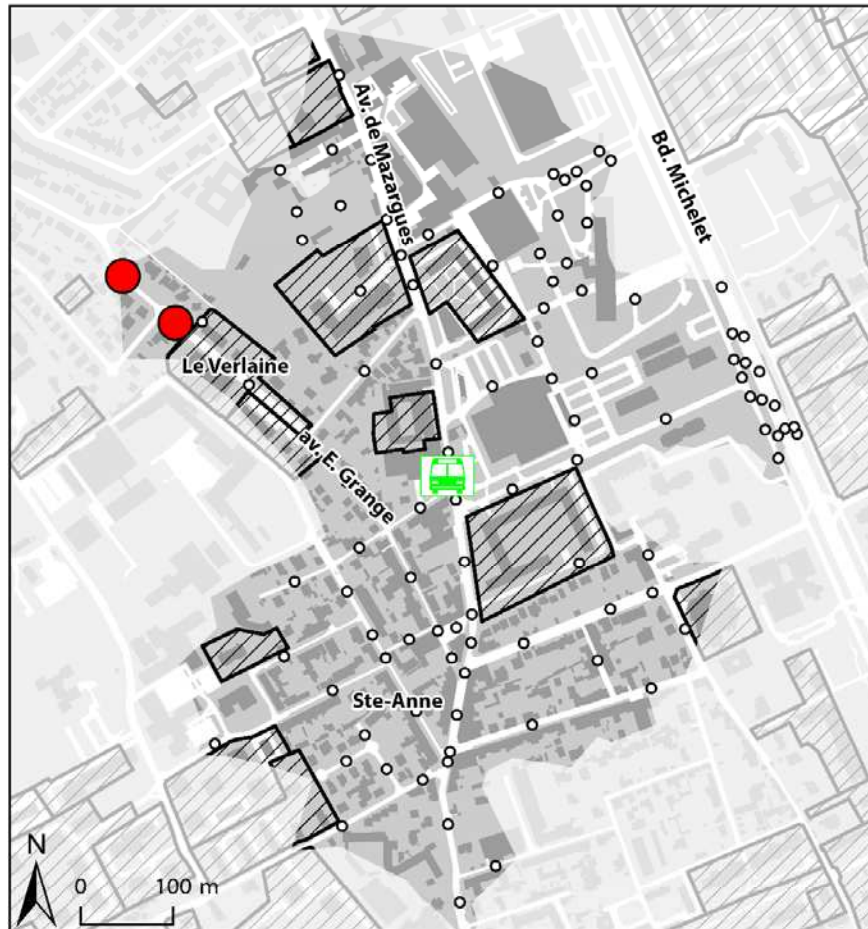 Av. de Mazargues
Bd. Michelet
Le Verlaine
av. E. Grange
Ste-Anne
N
0 100 m